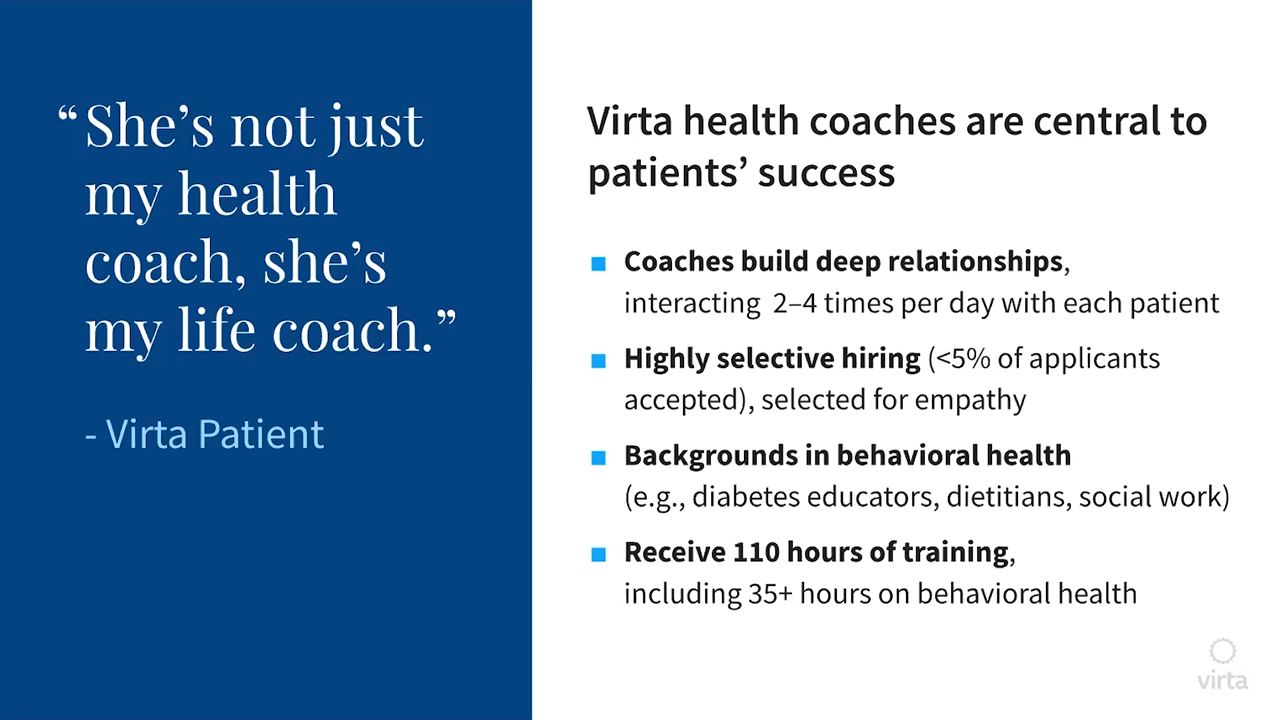 “She’s not just
my health
coach, she’s
my life coach.”
- Virta Patient
Virta health coaches are central to
patients’ success
■ Coaches build deep relationships,
interacting 2–4 times per day with each patient
■ Highly selective hiring (<5% of applicants
accepted), selected for empathy
■ Backgrounds in behavioral health
(e.g., diabetes educators, dietitians, social work)
■ Receive 110 hours of training,
including 35+ hours on behavioral health
virta